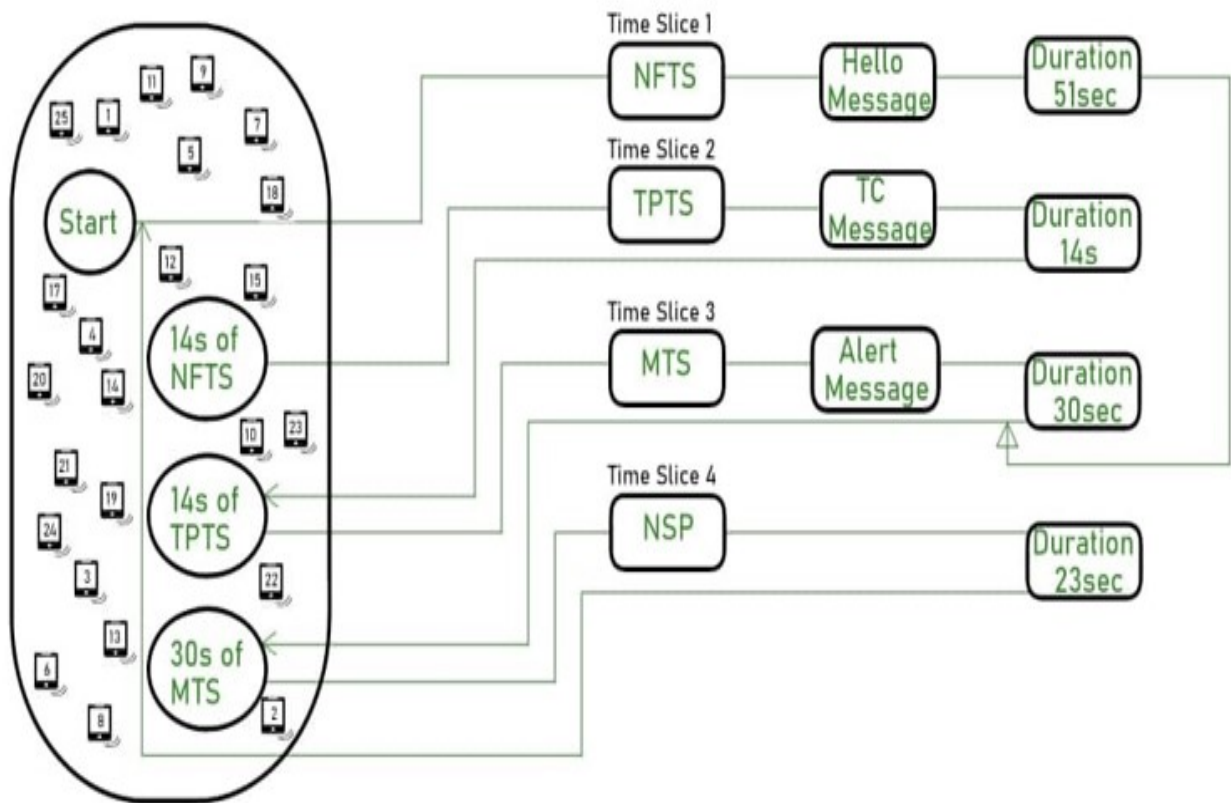 Time Slice 1
NFTS
Hello
Message
Duration
51sec
Time Slice 2
TPTS
TC
Message
Duration
14s
Time Slice 3
MTS
Alert
Message
Duration
30sec
Time Slice 4
NSP
Duration
23sec
11
9
25
1
7
5
18
Start
12
15
17
4
14s of
NFTS
20
14
10
23
21
19
14s of
TPTS
24
3
22
13
6
30s of
MTS
8
2